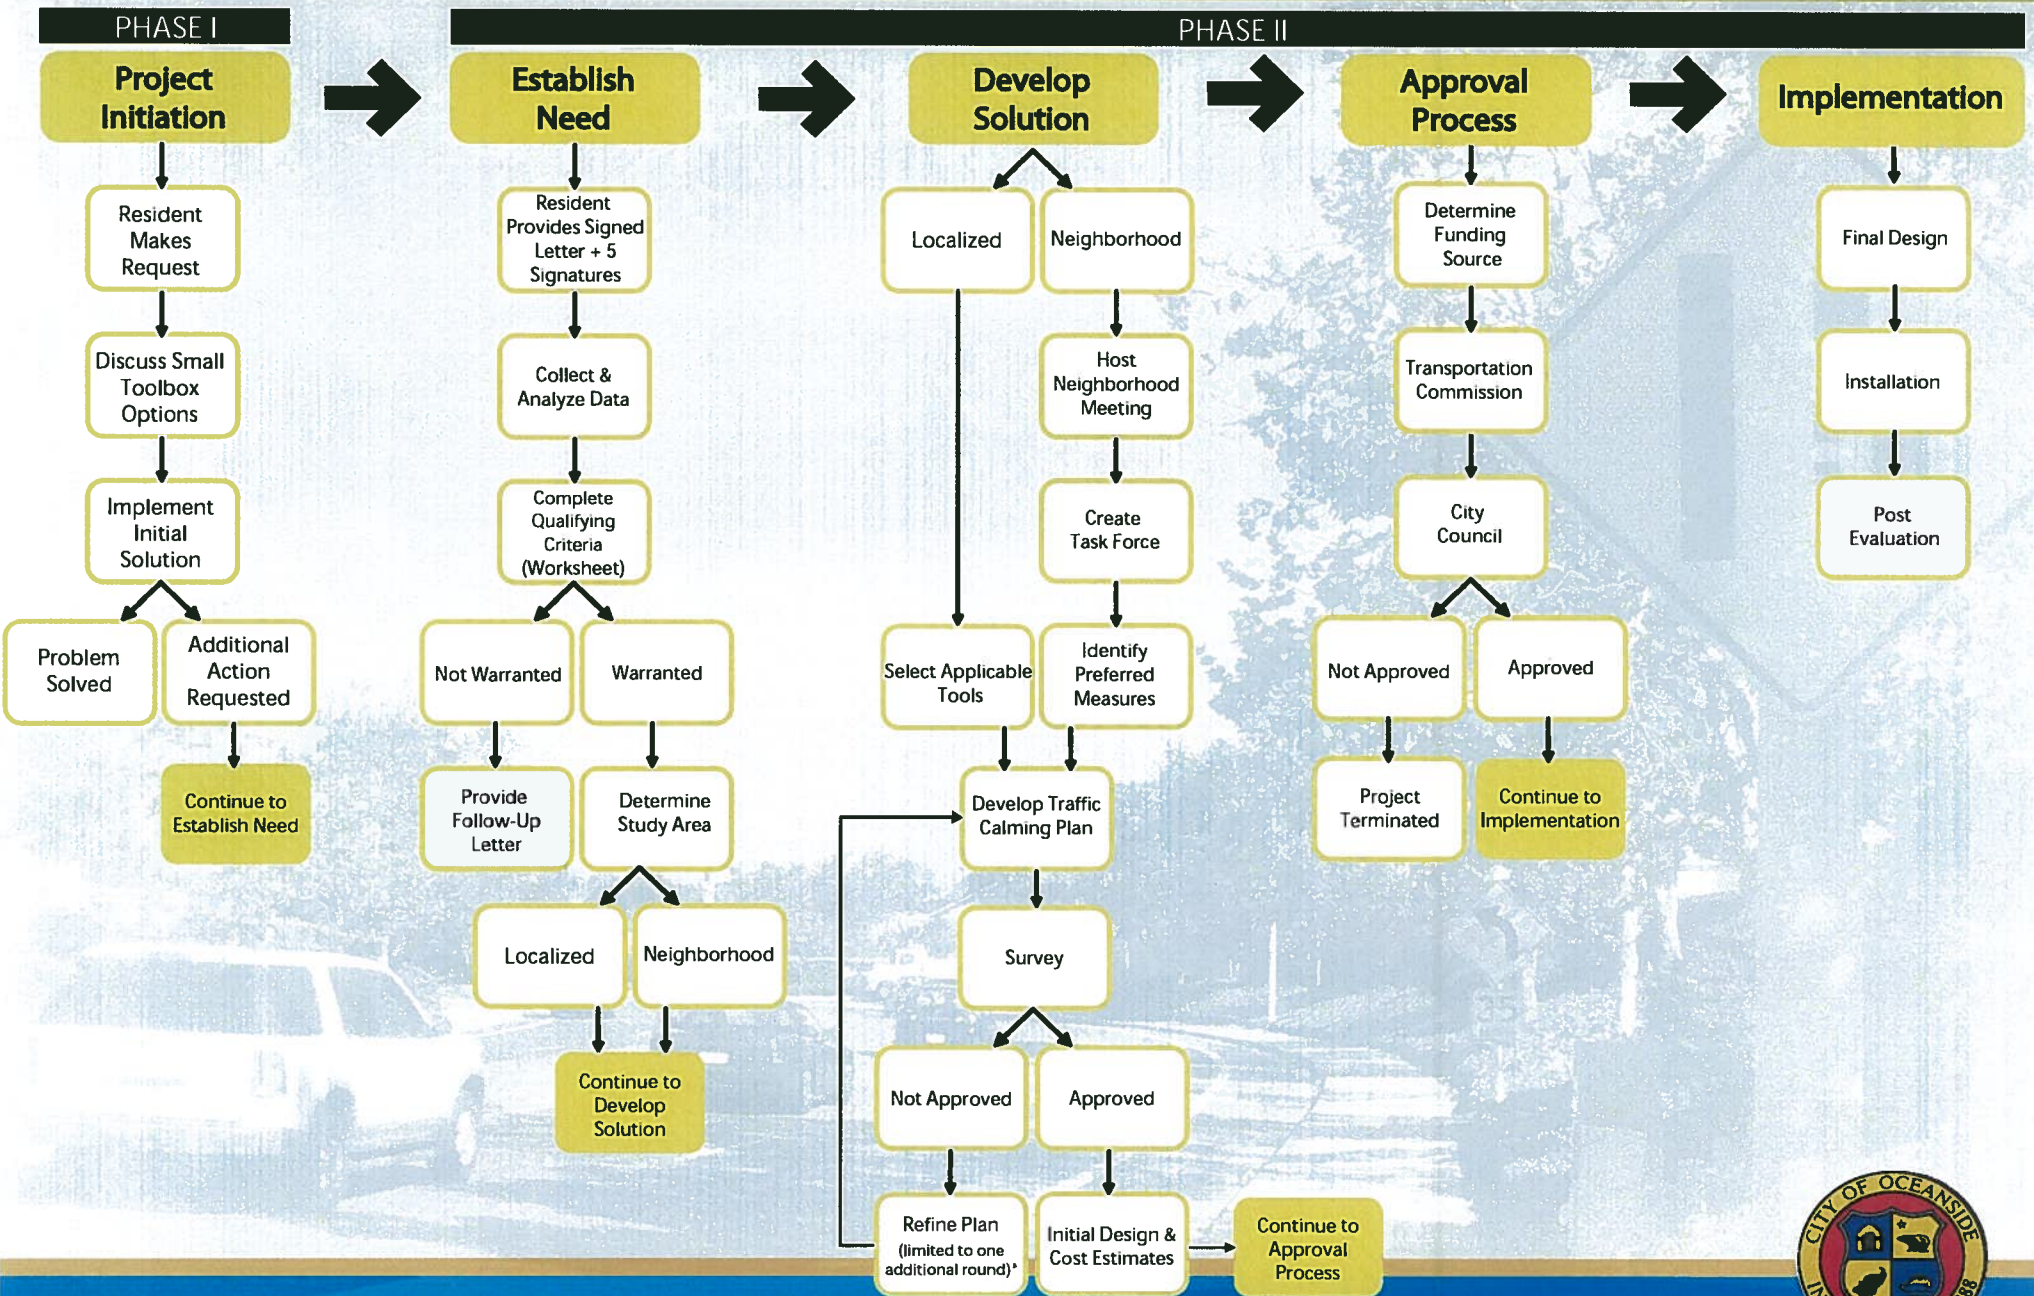 PHASE I
PHASE II
Project
Initiation
Establish
Need
Develop
Solution
Approval
Process
Implementation
Resident
Makes
Request
Discuss Small
Toolbox
Options
Implement
Initial
Solution
Problem
Solved
Additional
Action
Requested
Continue to
Establish Need
Resident
Provides Signed
Letter + 5
Signatures
Collect &
Analyze Data
Complete
Qualifying
Criteria
(Worksheet)
Not Warranted
Warranted
Provide
Follow-Up
Letter
Determine
Study Area
Localized
Neighborhood
Continue to
Develop
Solution
Localized
Neighborhood
Host
Neighborhood
Meeting
Create
Task Force
Select Applicable
Tools
Identify
Preferred
Measures
Develop Traffic
Calming Plan
Survey
Not Approved
Approved
Refine Plan
(limited to one
additional round)*
Initial Design &
Cost Estimates
Continue to
Approval
Process
Determine
Funding
Source
Transportation
Commission
City
Council
Not Approved
Approved
Project
Terminated
Continue to
Implementation
Final Design
Installation
Post
Evaluation
CITY OF OCEANSIDE